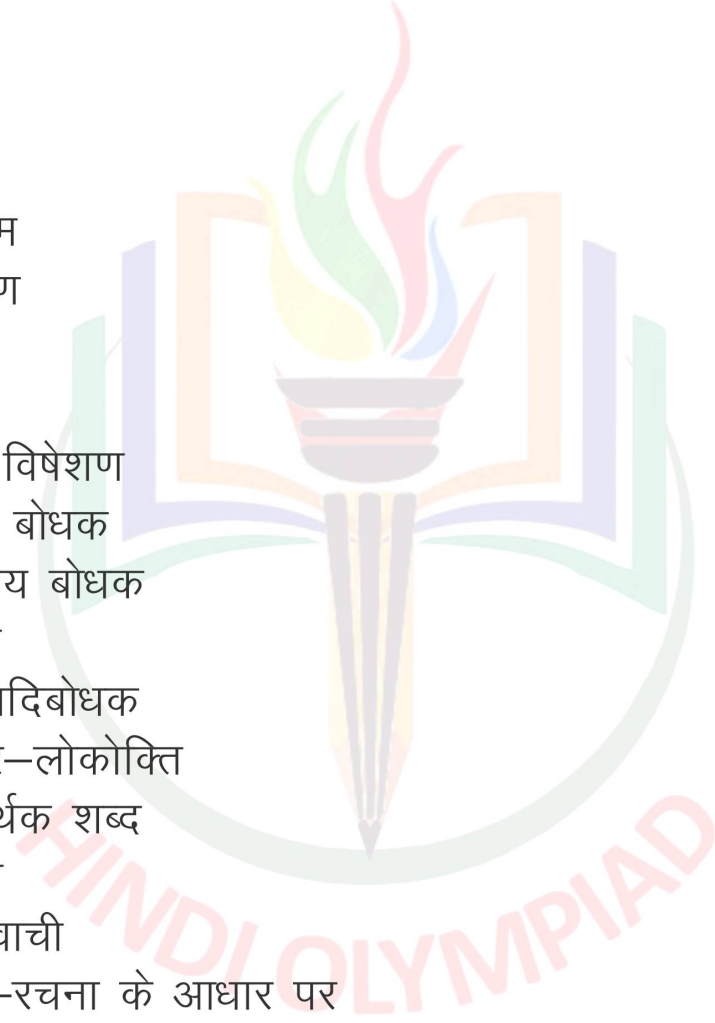 म
ण
विषेशण
बोधक
य बोधक
दिबोधक
–लोकोक्ति
र्थक शब्द
वाची
-रचना के आधार पर
HINDI OLYMPIAD